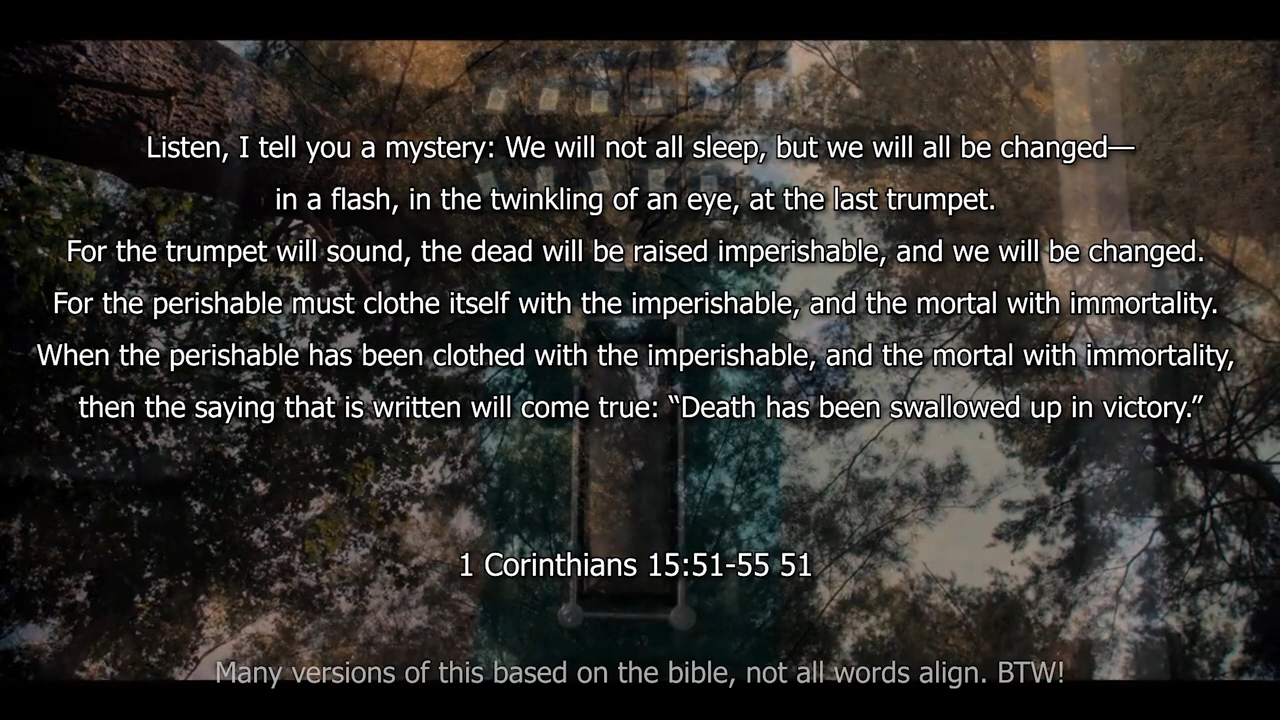 Listen, I tell you a mystery: We will not all sleep, but we will all be changed—
in a flash, in the twinkling of an eye, at the last trumpet.
For the trumpet will sound, the dead will be raised imperishable, and we will be changed.
For the perishable must clothe itself with the imperishable, and the mortal with immortality.
When the perishable has been clothed with the imperishable, and the mortal with immortality,
then the saying that is written will come true: “Death has been swallowed up in victory.”
1 Corinthians 15:51-55 51
Many versions of this based on the bible, not all words align. BTW!